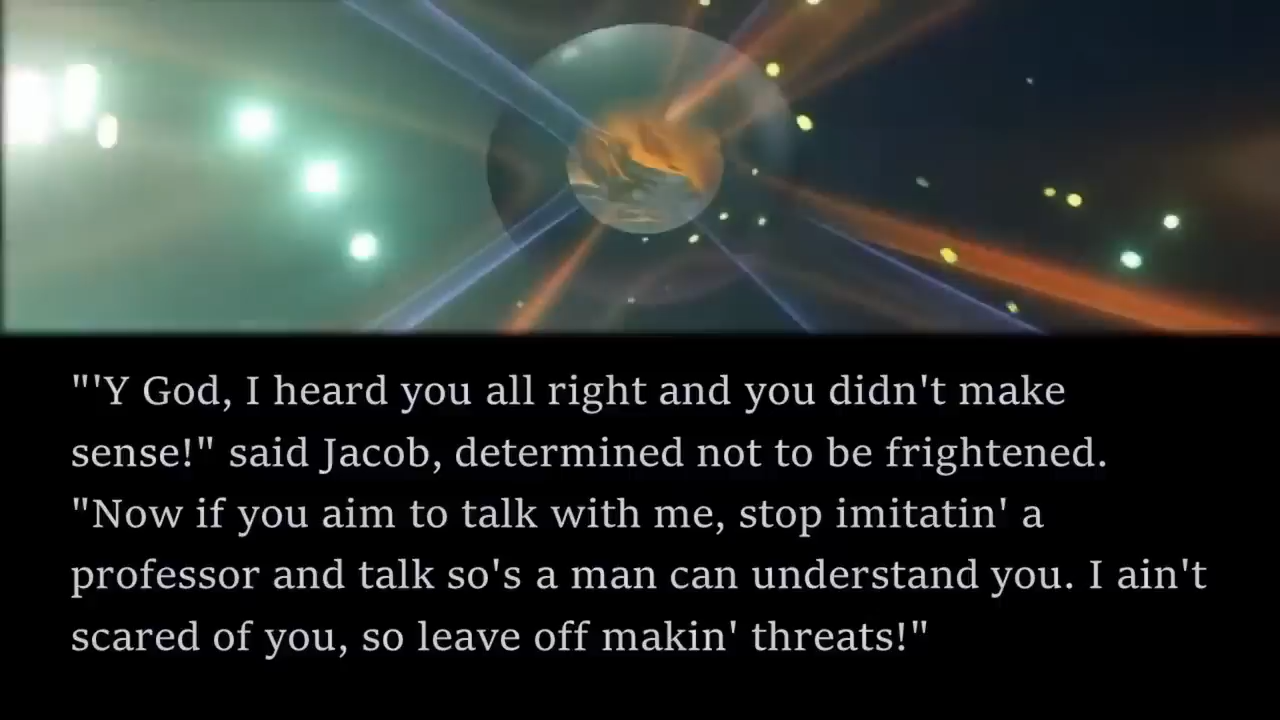 "'Y God, I heard you all right and you didn't make
sense!" said Jacob, determined not to be frightened.
"Now if you aim to talk with me, stop imitatin' a
professor and talk so's a man can understand you. I ain't
scared of you, so leave off makin' threats!"